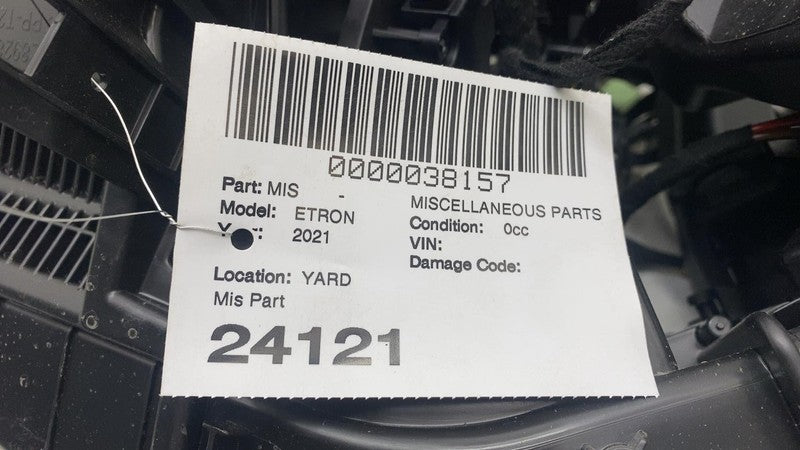 0000038157
Part: MIS -
MISCELLANEOUS PARTS
Model: ETRON
Condition: 0cc
2021
VIN:
Damage Code:
Location: YARD
Mis Part
24121